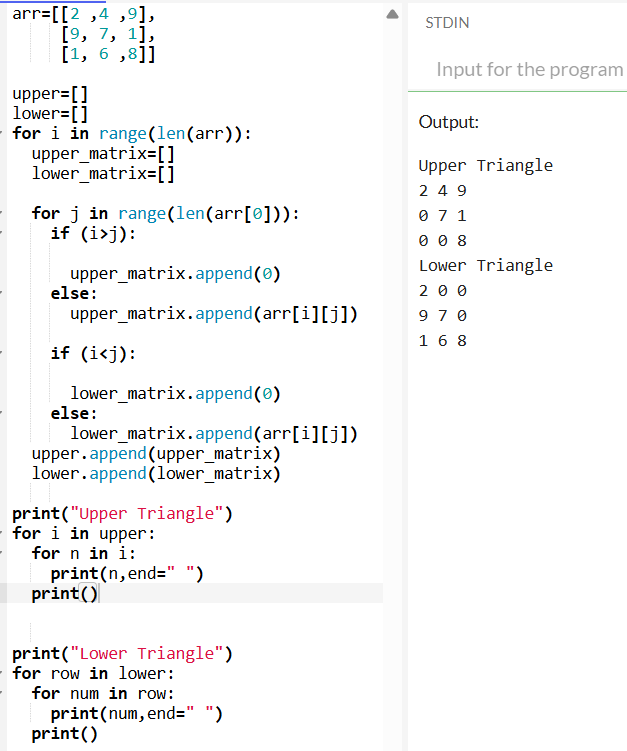 arr=[[2 ,4 ,9],
     [9, 7, 1],
     [1, 6 ,8]]

upper=[]
lower=[]
for i in range(len(arr)):
  upper_matrix=[]
  lower_matrix=[]

  for j in range(len(arr[0])):
    if (i>j):

      upper_matrix.append(0)
    else:
      upper_matrix.append(arr[i][j])

    if (i<j):

      lower_matrix.append(0)
    else:
      lower_matrix.append(arr[i][j])
  upper.append(upper_matrix)
  lower.append(lower_matrix)

print("Upper Triangle")
for i in upper:
  for n in i:
    print(n,end=" ")
  print()


print("Lower Triangle")
for row in lower:
  for num in row:
    print(num,end=" ")
  print()
STDIN
Input for the program
Output:
Upper Triangle
2 4 9
0 7 1
0 0 8
Lower Triangle
2 0 0
9 7 0
1 6 8